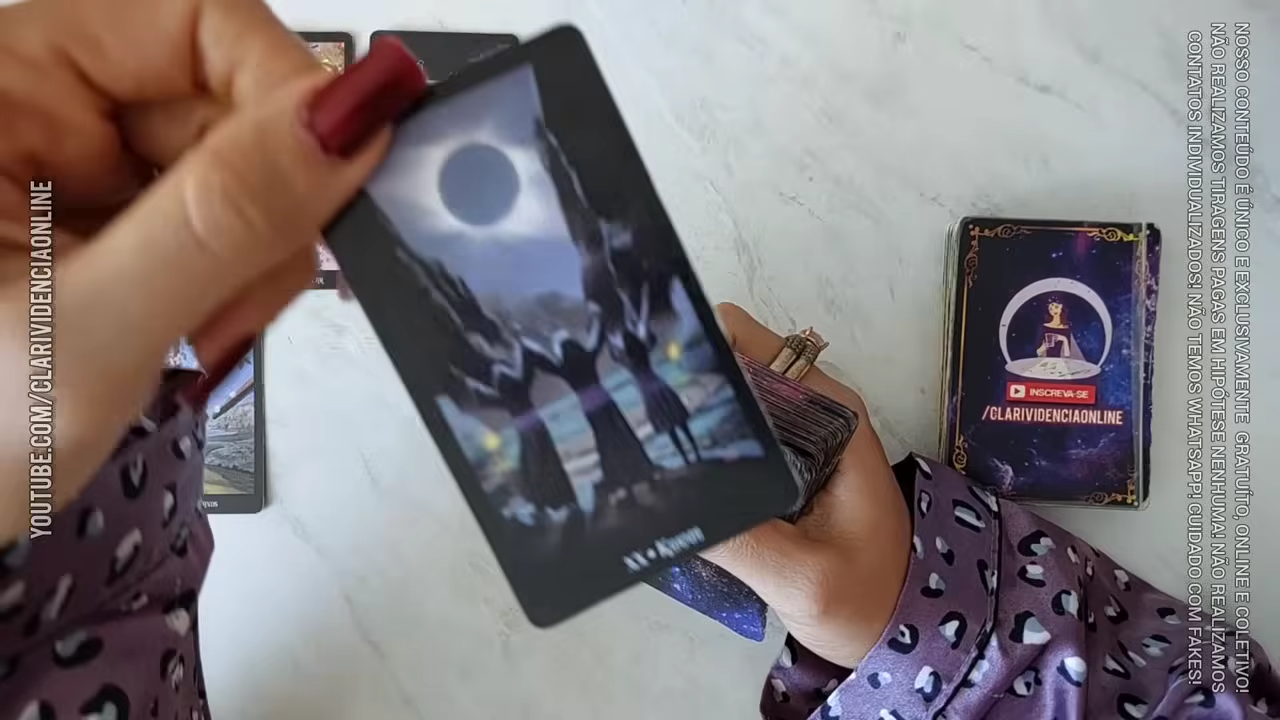 YOUTUBE.COM/CLARIVIDENCIAONLINE
INSCREVA-SE
/CLARIVIDENCIAONLINE
NOSSO CONTEÚDO É ÚNICO E EXCLUSIVAMENTE GRATUÍTO, ONLINE E COLETIVO!
NÃO REALIZAMOS TIRAGENS PAGAS EM HIPÓTESE NENHUMA! NÃO REALIZAMOS
CONTATOS INDIVIDUALIZADOS! NÃO TEMOS WHATSAPP! CUIDADO COM FAKES!